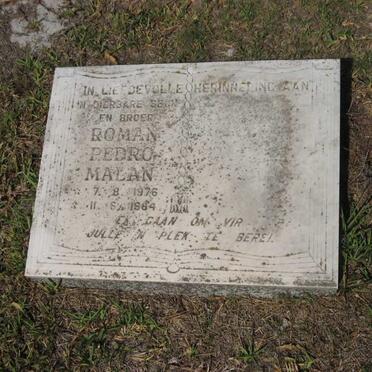 IN LIEFDEVOLLE HERINNERING AAN
'N DIERBARE SEUN
EN BROER
ROMAN
PEDRO
MALAN
☆ 7. 8. 1976
11. 6. 1984
EK GAAN OM VIR
JULLE 'N PLEK TE BEREI.